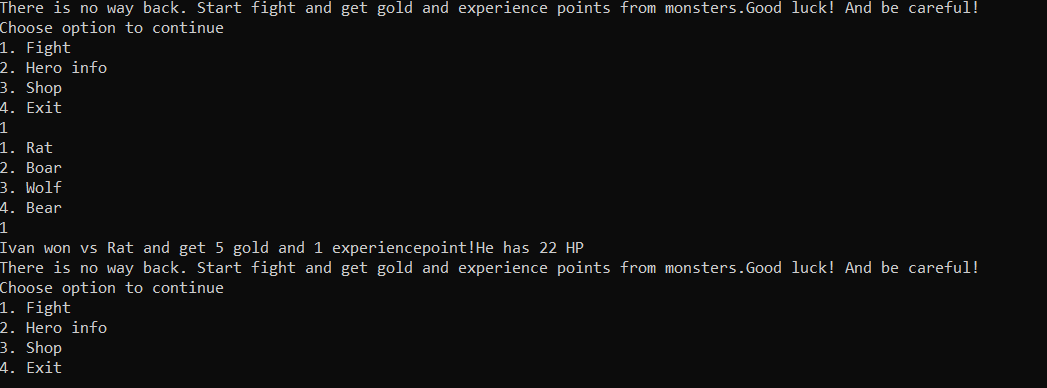 There is no way back. Start fight and get gold and experience points from monsters.Good luck! And be careful!
Choose option to continue
1. Fight
2. Hero info
3. Shop
4. Exit
1
1. Rat
2. Boar
3. Wolf
4. Bear
1
Ivan won vs Rat and get 5 gold and 1 experiencepoint!He has 22 HP
There is no way back. Start fight and get gold and experience points from monsters.Good luck! And be careful!
Choose option to continue
1. Fight
2. Hero info
3. Shop
4. Exit